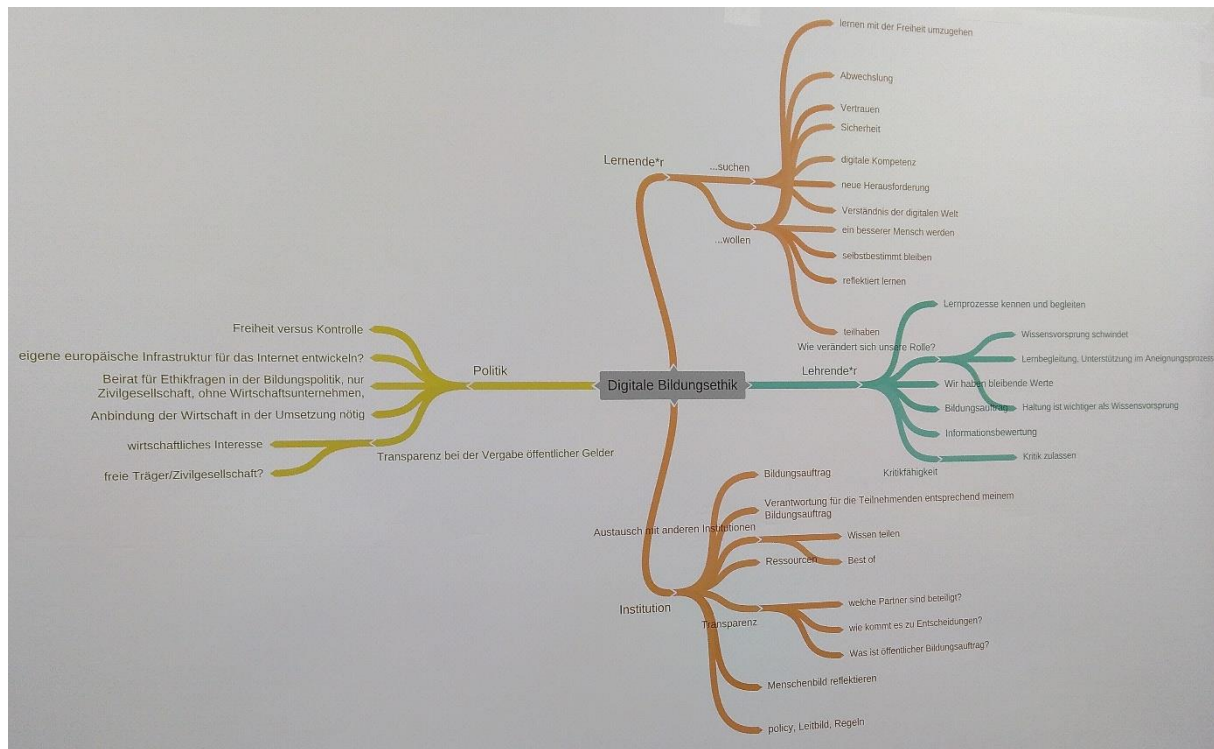 Digitale Bildungsethik
Lernende*r
...suchen
...wollen
lernen mit der Freiheit umzugehen
Abwechslung
Vertrauen
Sicherheit
digitale Kompetenz
neue Herausforderung
Verständnis der digitalen Welt
ein besserer Mensch werden
selbstbestimmt bleiben
reflektiert lernen
teilhaben
Lehrende*r
Lernprozesse kennen und begleiten
Wie verändert sich unsere Rolle?
Wissensvorsprung schwindet
Lernbegleitung, Unterstützung im Aneignungsprozess
Haltung ist wichtiger als Wissensvorsprung
Wir haben bleibende Werte
Bildungsauftrag
Informationsbewertung
Kritikfähigkeit
Kritik zulassen
Institution
Bildungsauftrag
Verantwortung für die Teilnehmenden entsprechend meinem
Bildungsauftrag
Austausch mit anderen Institutionen
Wissen teilen
Best of
Ressourcen
Transparenz
welche Partner sind beteiligt?
wie kommt es zu Entscheidungen?
Was ist öffentlicher Bildungsauftrag?
Menschenbild reflektieren
policy, Leitbild, Regeln
Politik
Freiheit versus Kontrolle
eigene europäische Infrastruktur für das Internet entwickeln?
Beirat für Ethikfragen in der Bildungspolitik, nur
Zivilgesellschaft, ohne Wirtschaftsunternehmen,
Anbindung der Wirtschaft in der Umsetzung nötig
Transparenz bei der Vergabe öffentlicher Gelder
wirtschaftliches Interesse
freie Träger/Zivilgesellschaft?